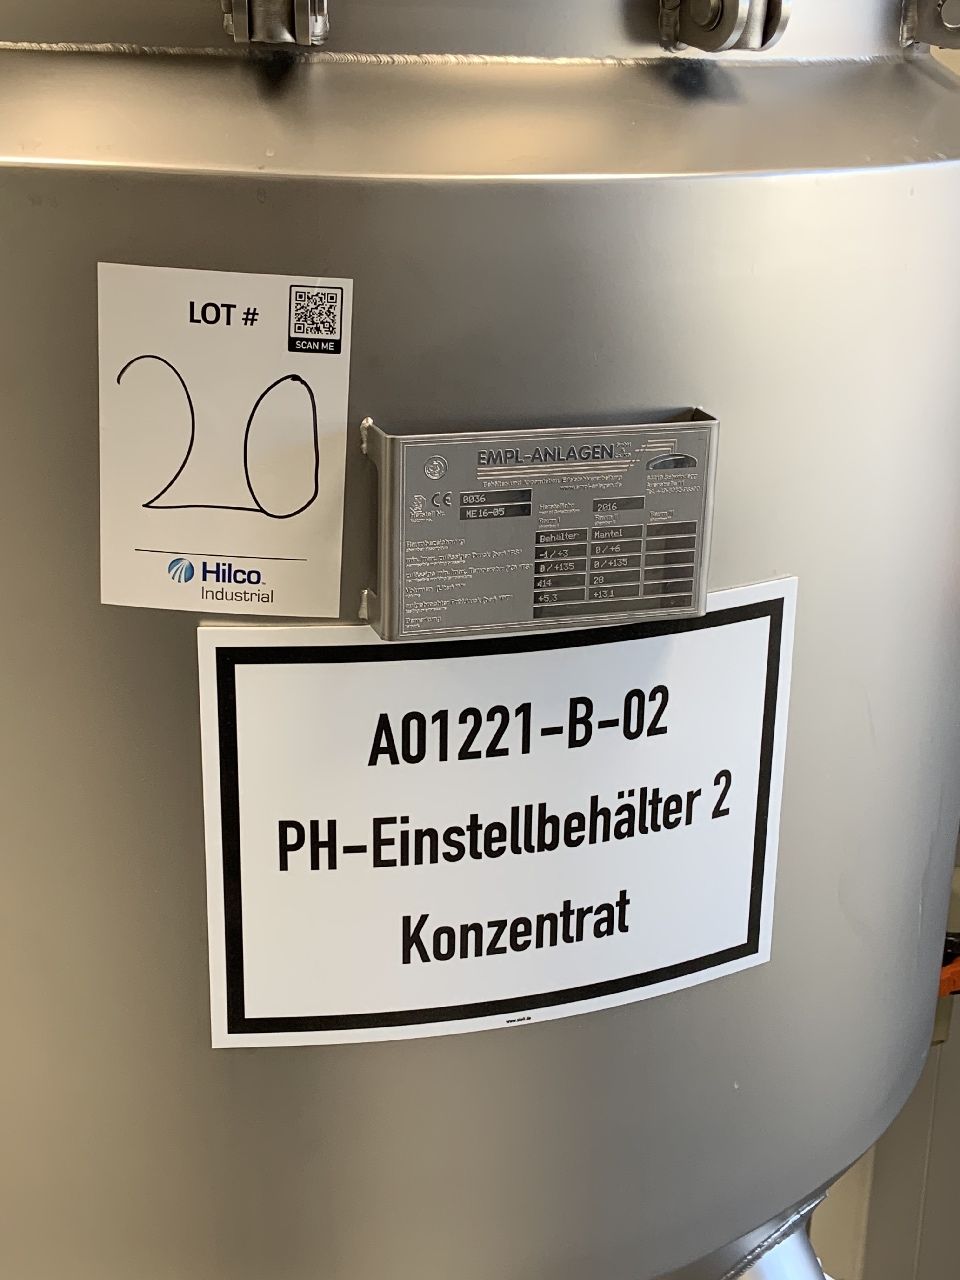 LOT #
SCAN ME
20
Hilco
Industrial
EMPL-ANLAGEN
CE 0036
ME16-05
2016
Behälter Mantel
-1/+3 0/+6
0/+135 0/+135
414 28
+5,3 +13,1
A01221-B-02
PH-Einstellbehälter 2
Konzentrat